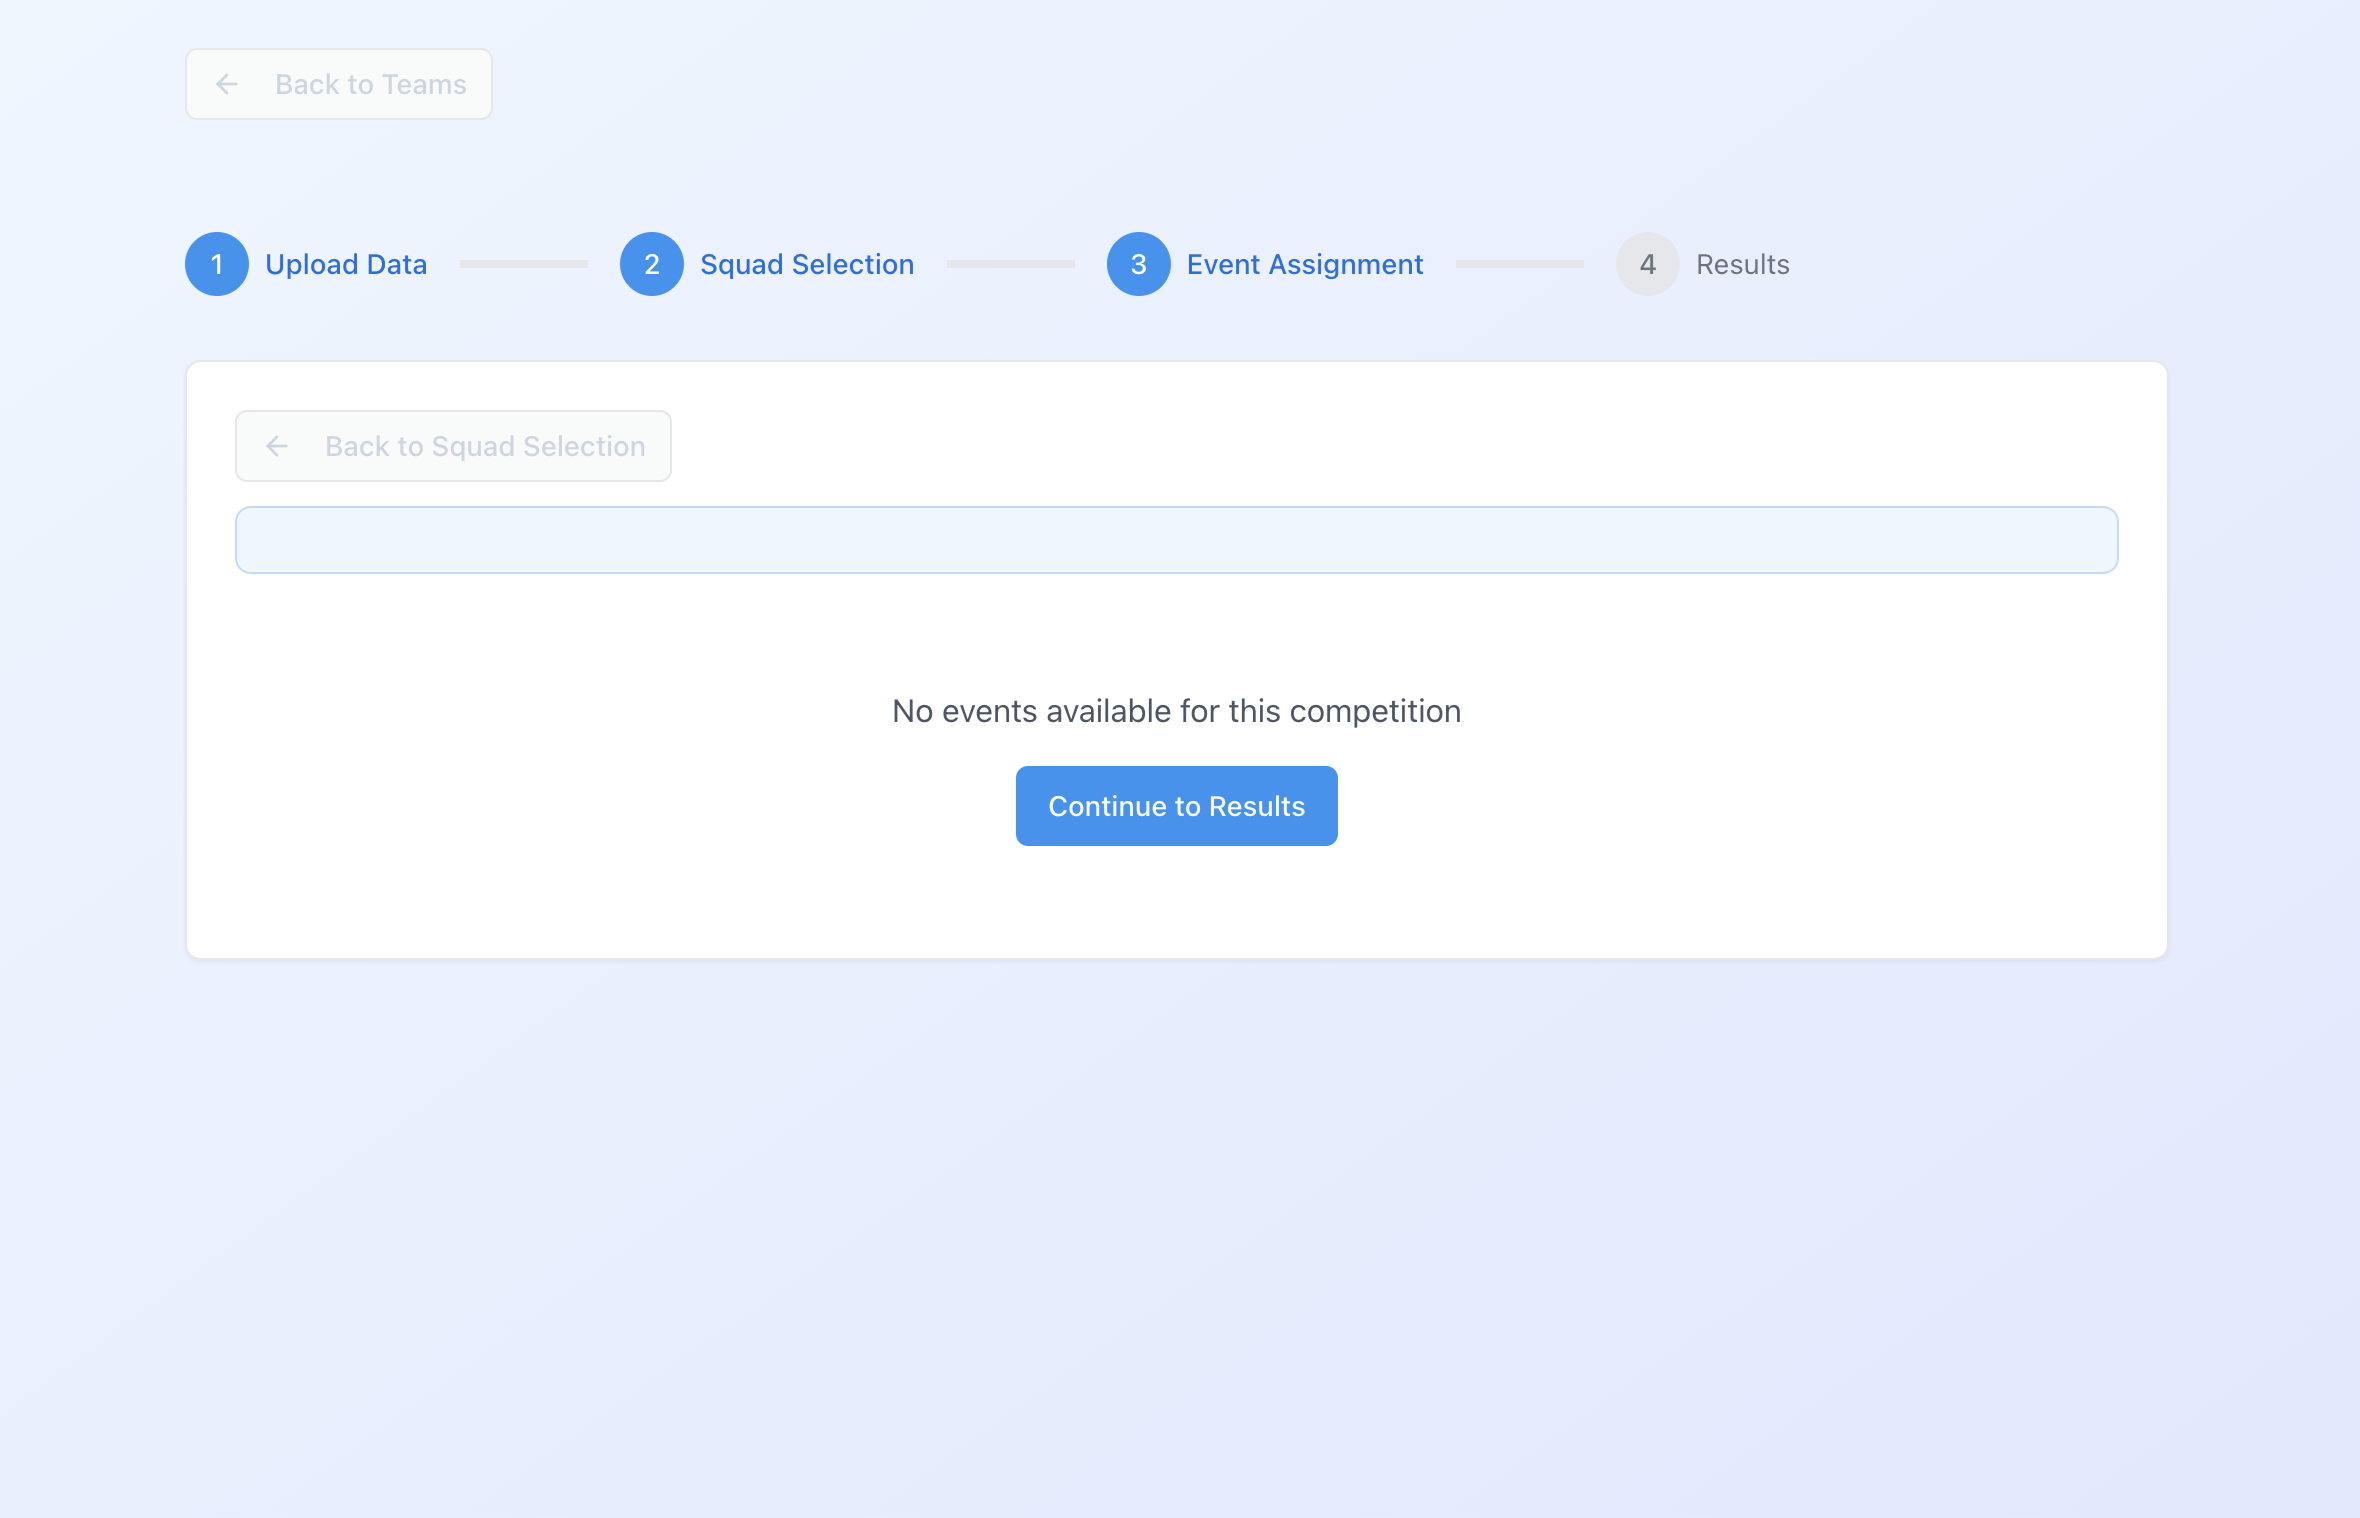 Back to Teams
1 Upload Data 2 Squad Selection 3 Event Assignment 4 Results
Back to Squad Selection
No events available for this competition
Continue to Results